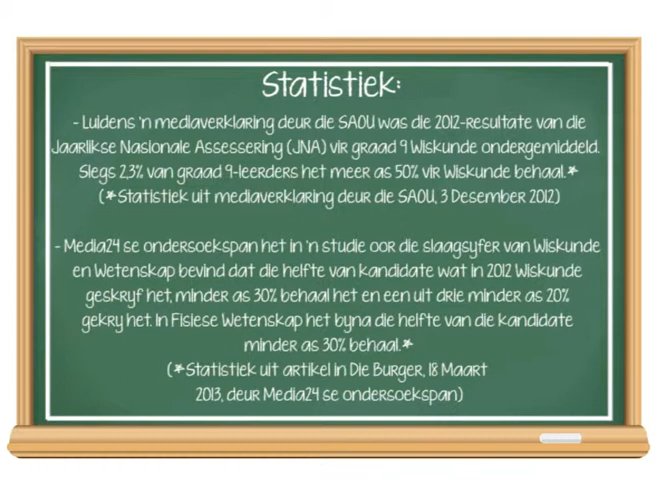 Statistiek:
- Luidens 'n mediaverklaring deur die SAOU was die 2012-resultate van die
Jaarlikse Nasionale Assessering (JNA) vir graad 9 Wiskunde ondergemiddeld.
Slegs 2,3% van graad 9-leerders het meer as 50% vir Wiskunde behaal.*
(*Statistiek uit mediaverklaring deur die SAOU, 3 Desember 2012)
- Media24 se ondersoekspan het in 'n studie oor die slaagsyfer van Wiskunde
en Wetenskap bevind dat die helfte van kandidate wat in 2012 Wiskunde
geskryf het, minder as 30% behaal het en een uit drie minder as 20%
gekry het. In Fisiese Wetenskap het byna die helfte van die kandidate
minder as 30% behaal.*
(*Statistiek uit artikel in Die Burger, 18 Maart
2013, deur Media24 se ondersoekspan)